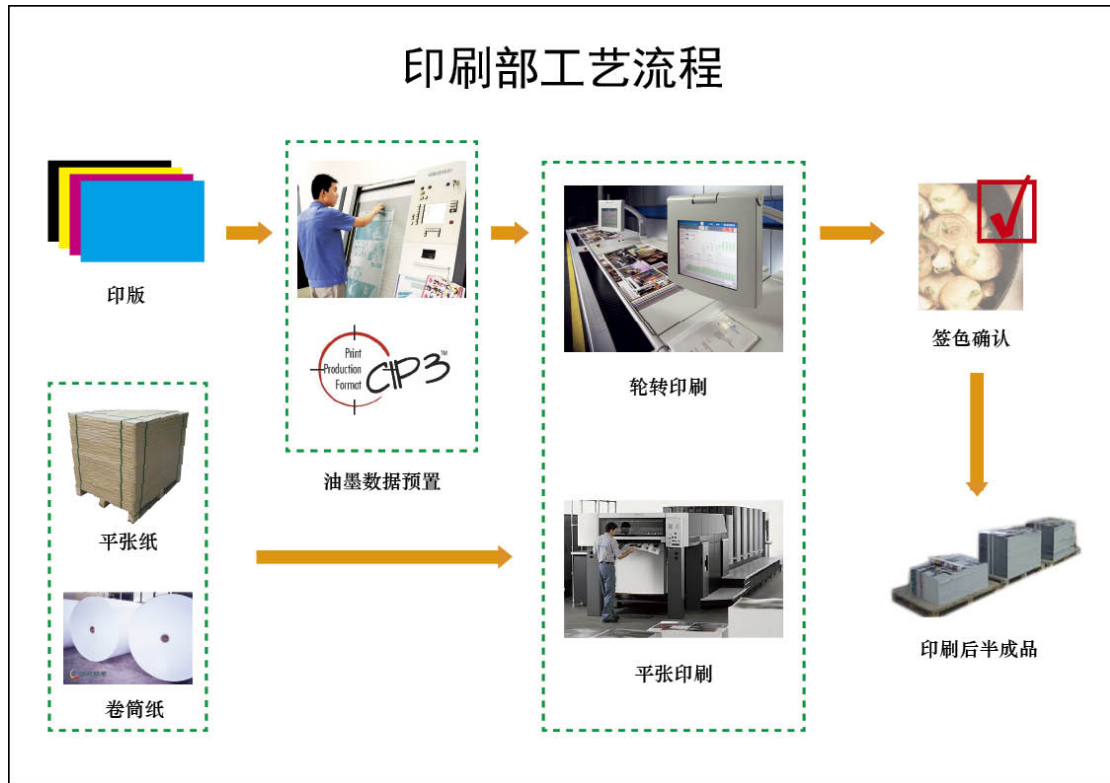 印刷部工艺流程
印版
Print
Production
Format
CIP3™
油墨数据预置
轮转印刷
签色确认
平张纸
卷筒纸
平张印刷
印刷后半成品